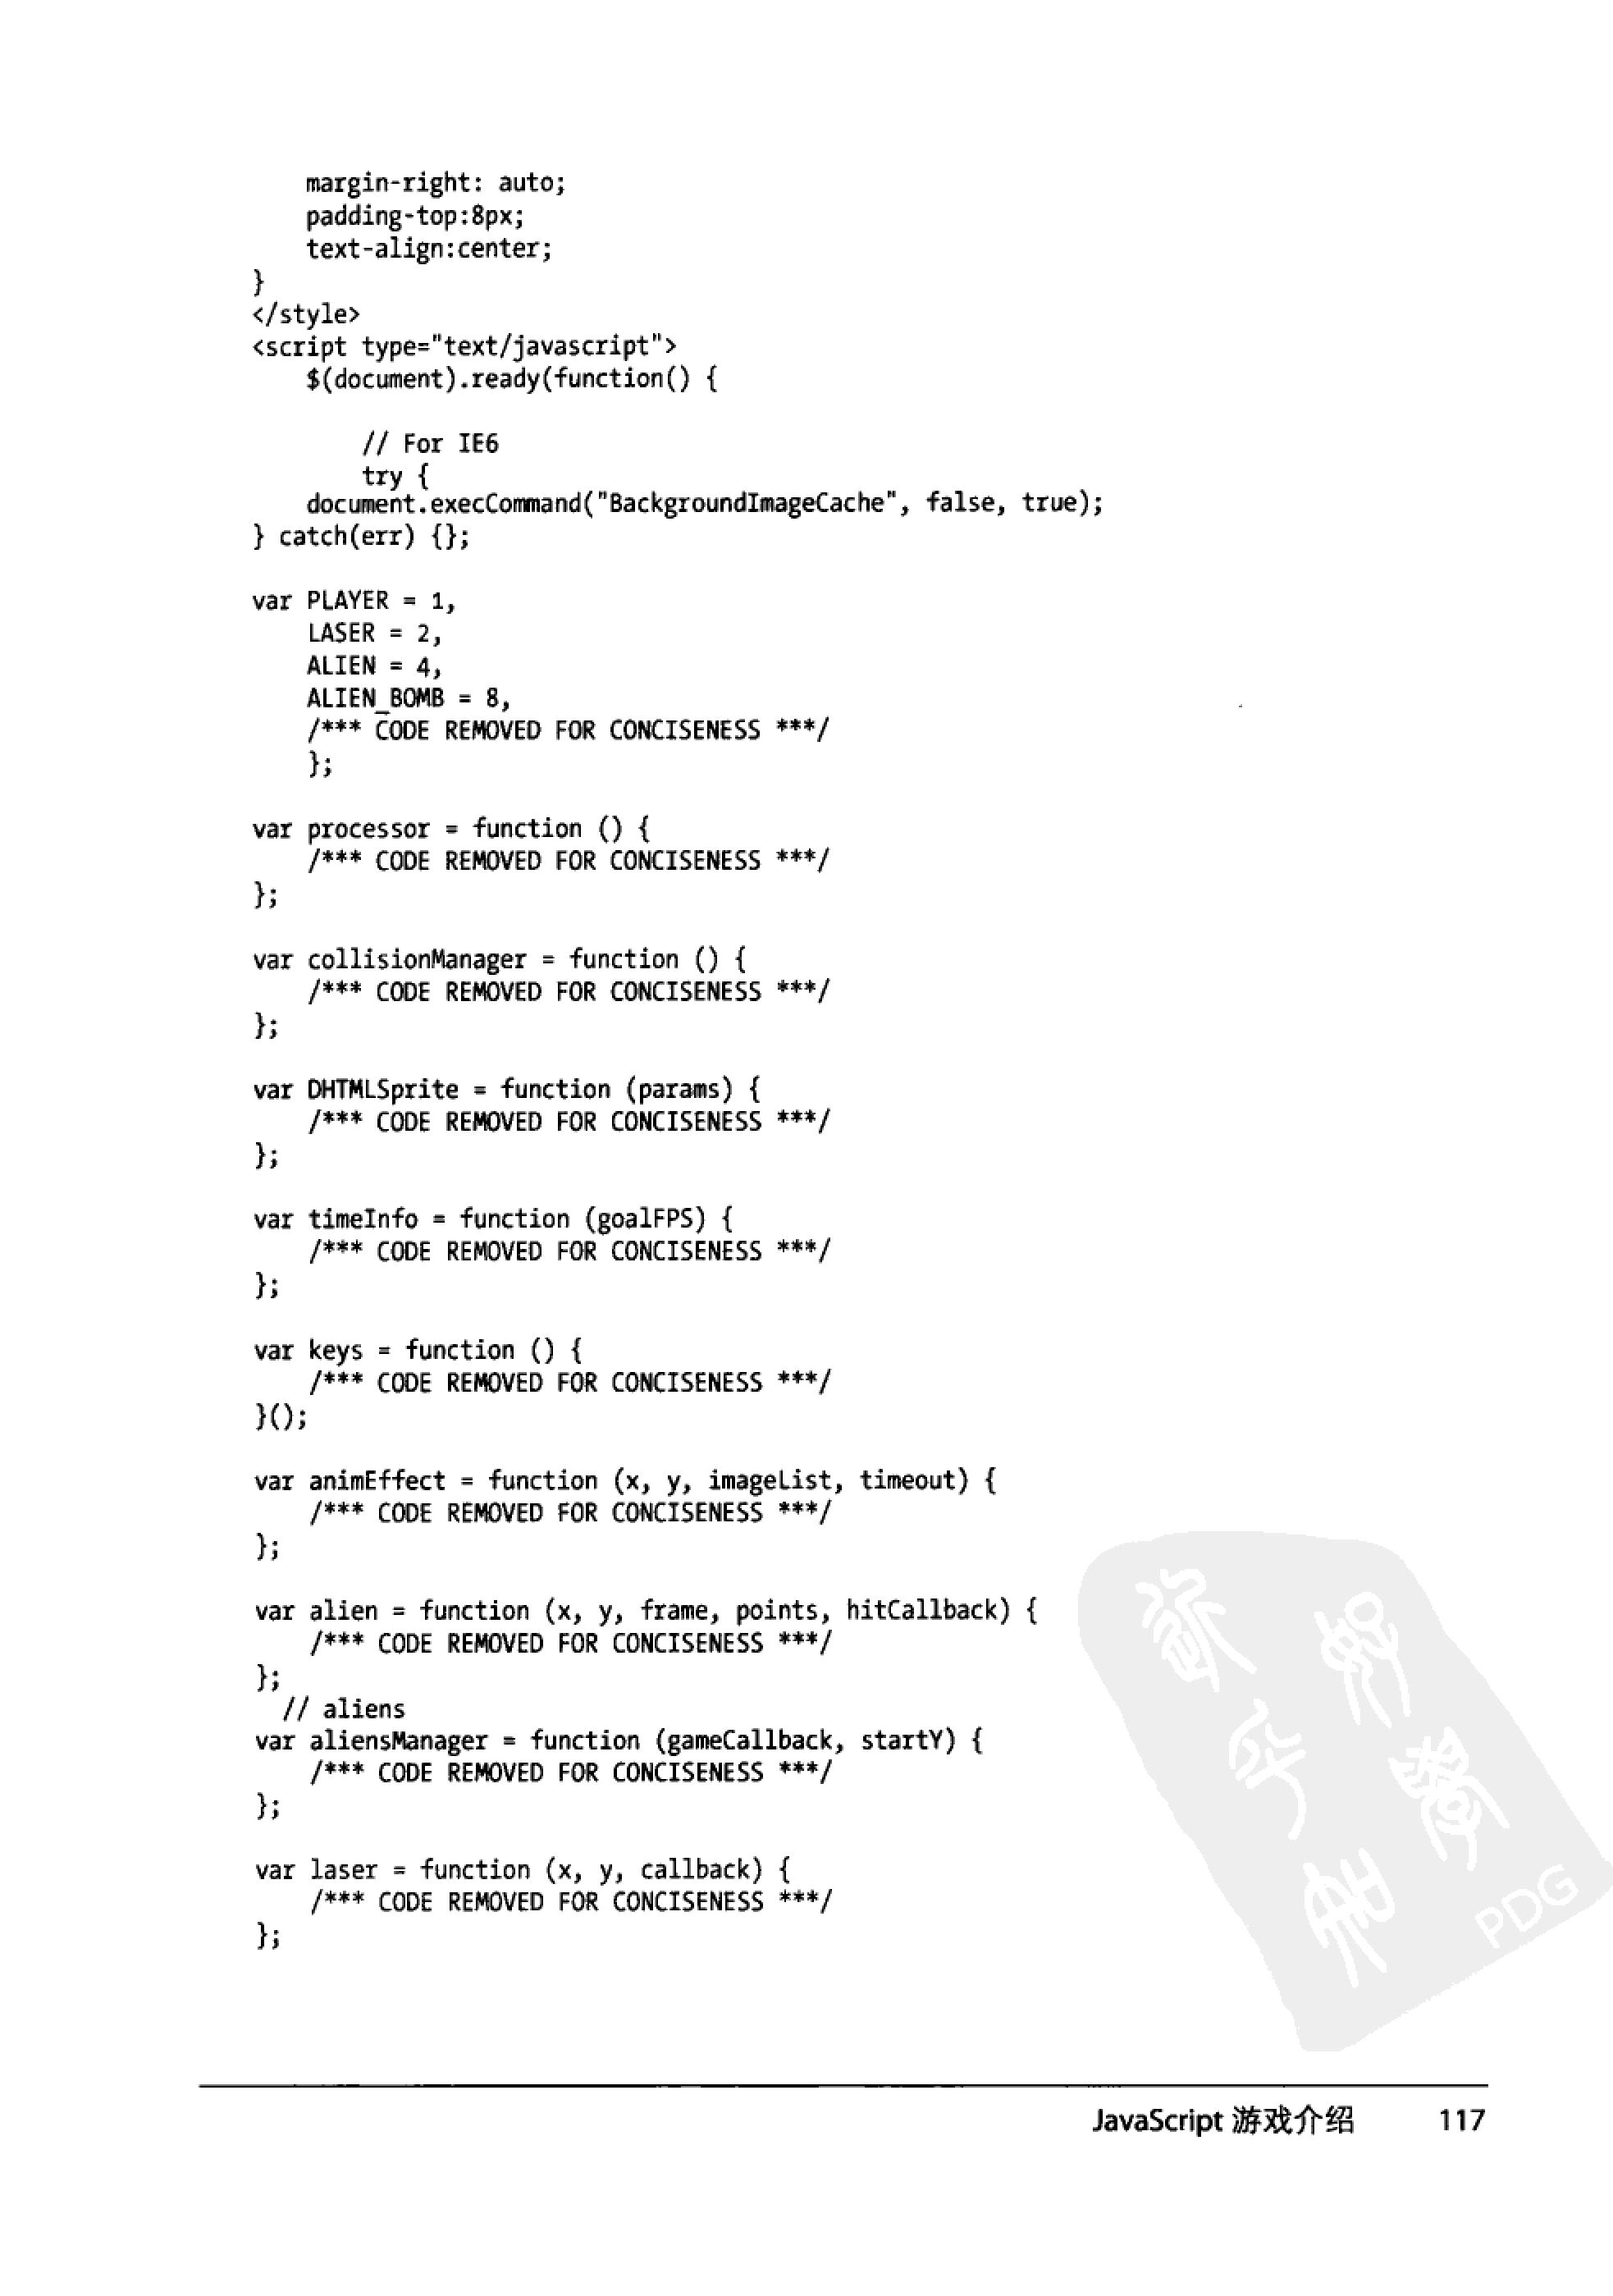 margin-right: auto;
    padding-top:8px;
    text-align:center;
}
</style>
<script type="text/javascript">
    $(document).ready(function() {

        // For IE6
        try {
    document.execCommand("BackgroundImageCache", false, true);
} catch(err) {};

var PLAYER = 1,
    LASER = 2,
    ALIEN = 4,
    ALIEN_BOMB = 8,
    /*** CODE REMOVED FOR CONCISENESS ***/
    };

var processor = function () {
    /*** CODE REMOVED FOR CONCISENESS ***/
};

var collisionManager = function () {
    /*** CODE REMOVED FOR CONCISENESS ***/
};

var DHTMLSprite = function (params) {
    /*** CODE REMOVED FOR CONCISENESS ***/
};

var timeInfo = function (goalFPS) {
    /*** CODE REMOVED FOR CONCISENESS ***/
};

var keys = function () {
    /*** CODE REMOVED FOR CONCISENESS ***/
}();

var animEffect = function (x, y, imageList, timeout) {
    /*** CODE REMOVED FOR CONCISENESS ***/
};

var alien = function (x, y, frame, points, hitCallback) {
    /*** CODE REMOVED FOR CONCISENESS ***/
};
  // aliens
var aliensManager = function (gameCallback, startY) {
    /*** CODE REMOVED FOR CONCISENESS ***/
};

var laser = function (x, y, callback) {
    /*** CODE REMOVED FOR CONCISENESS ***/
};
PDG
JavaScript 游戏介绍 117